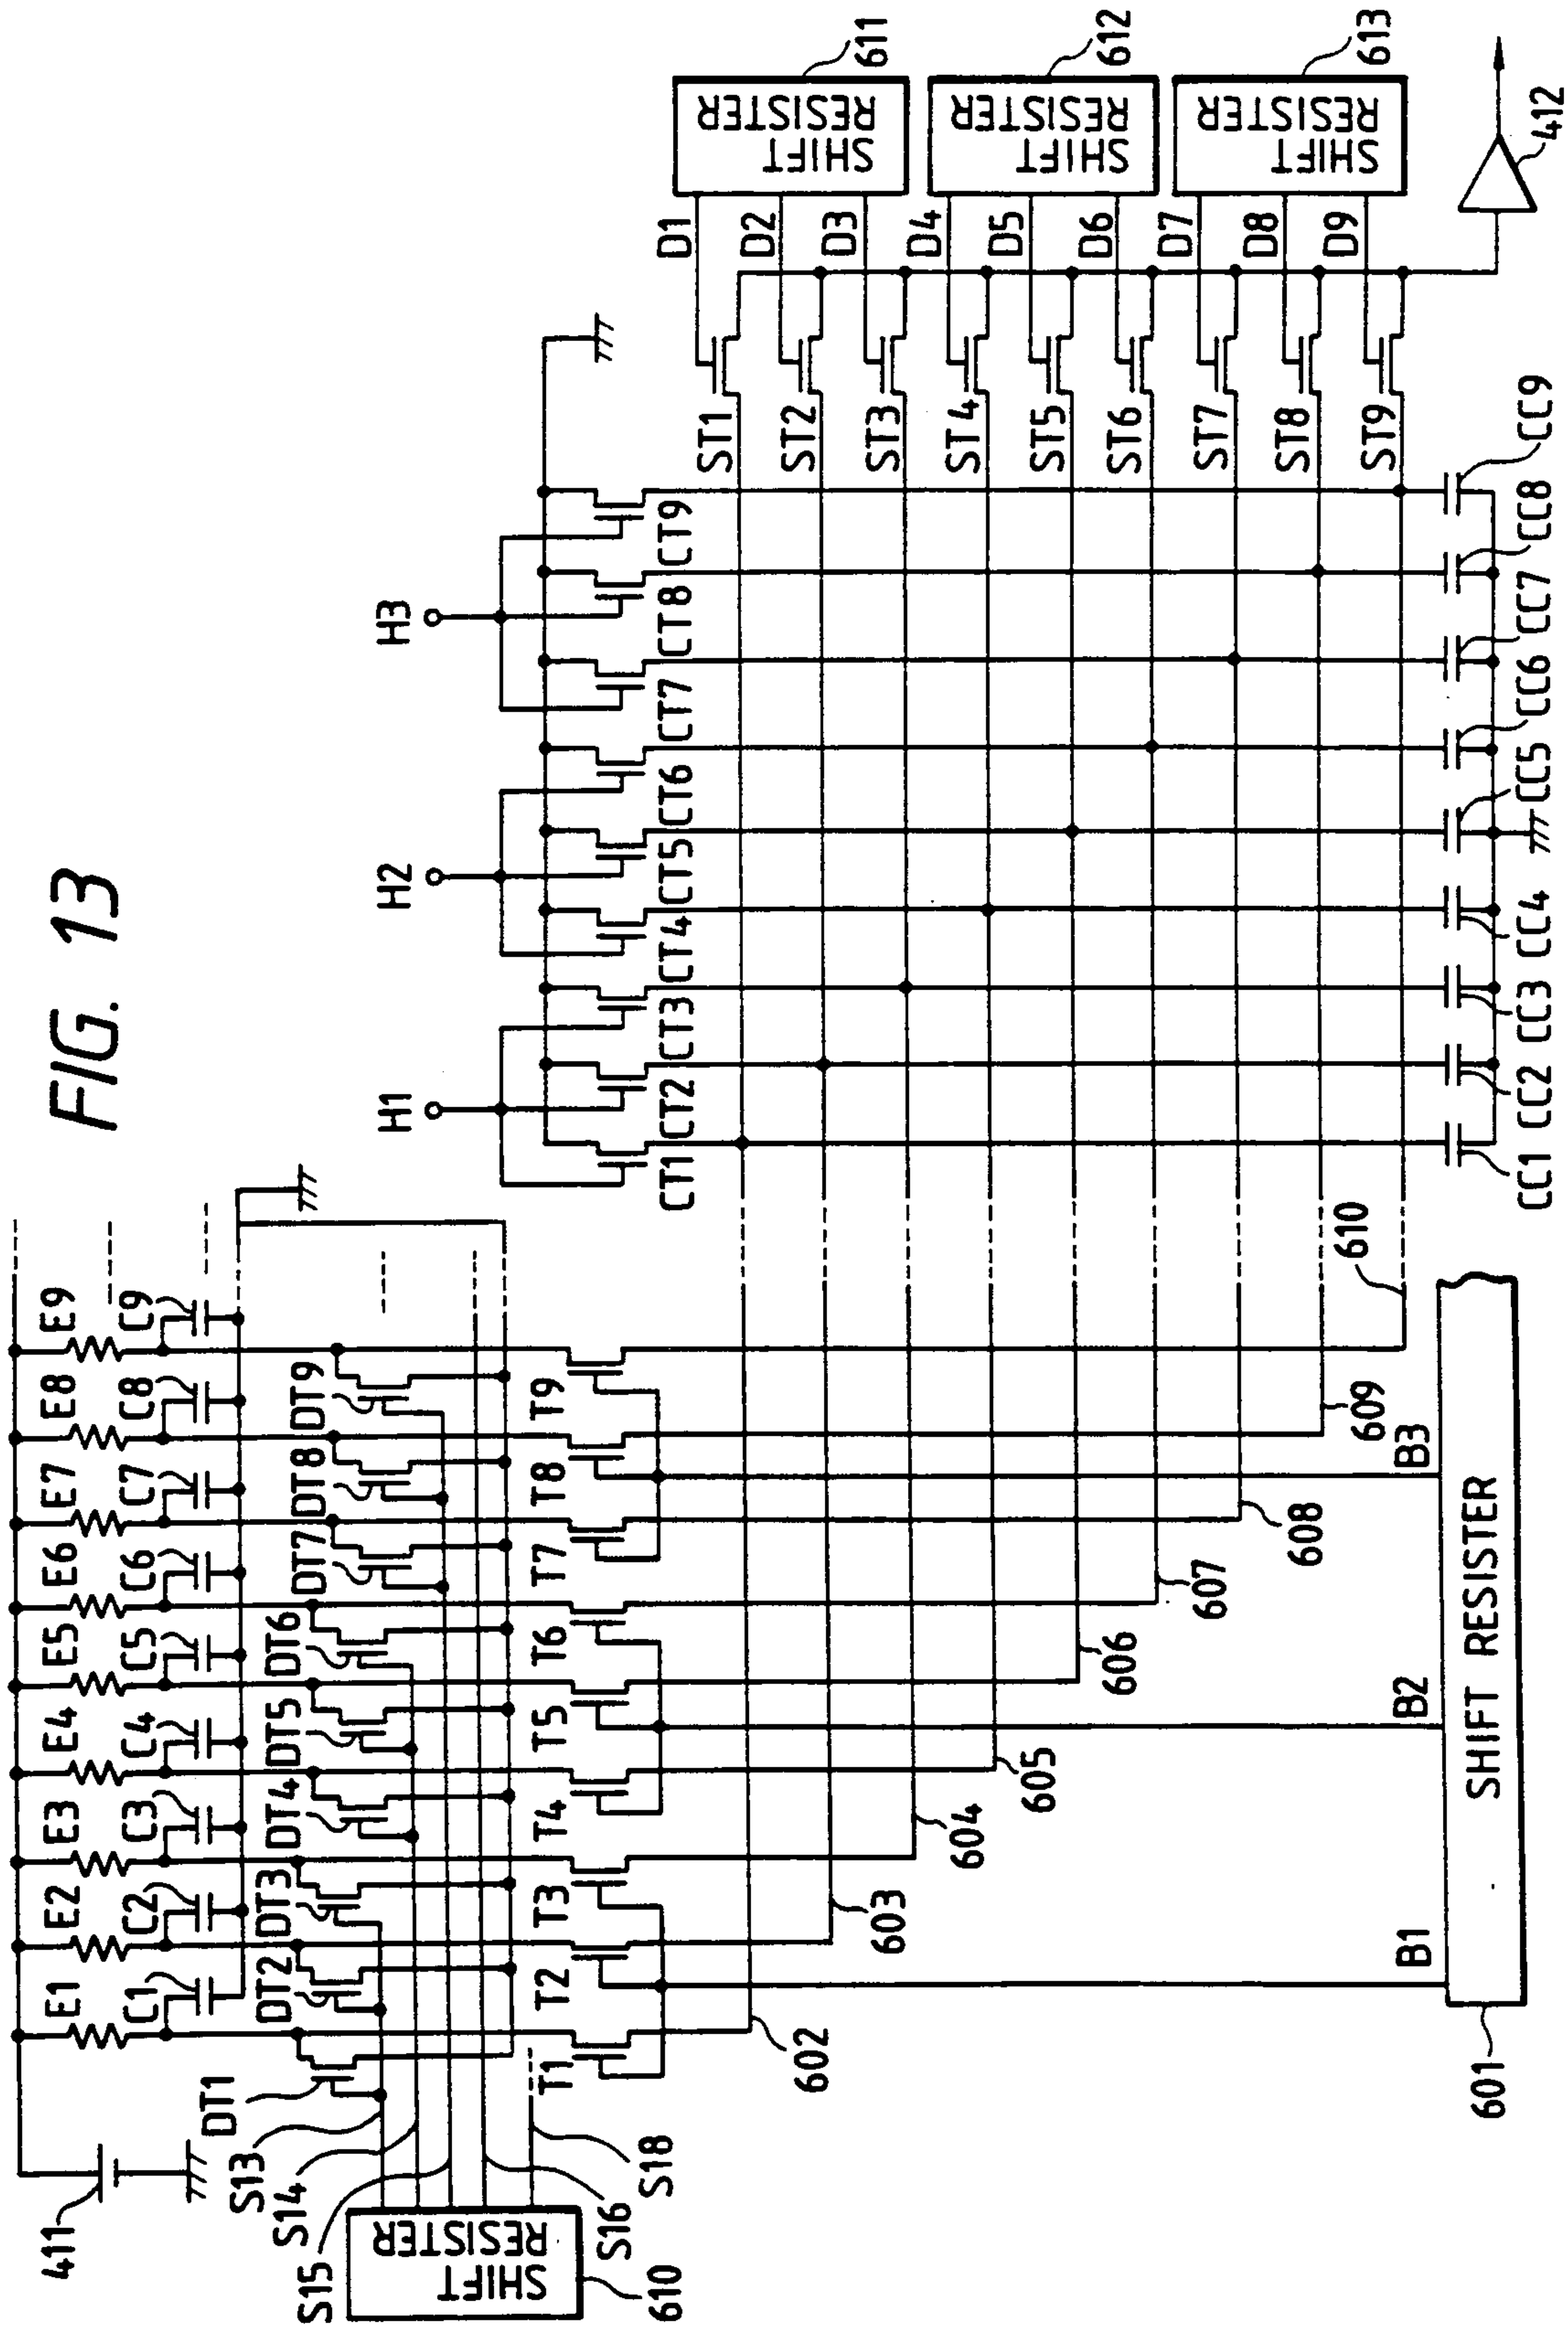 FIG. 13
E1 E2 E3 E4 E5 E6 E7 E8 E9
C1 C2 C3 C4 C5 C6 C7 C8 C9
411
DT1 DT2 DT3 DT4 DT5 DT6 DT7 DT8 DT9
S13
S14
S15
S16
S18
SHIFT
RESISTER
610
T1 T2 T3 T4 T5 T6 T7 T8 T9
602
603
604
605
606
607
608
609
610
B1 B2 B3
SHIFT RESISTER
601
H1 H2 H3
CT1 CT2 CT3 CT4 CT5 CT6 CT7 CT8 CT9
ST1
ST2
ST3
ST4
ST5
ST6
ST7
ST8
ST9
D1
D2
D3
D4
D5
D6
D7
D8
D9
SHIFT
RESISTER
611
SHIFT
RESISTER
612
SHIFT
RESISTER
613
CC1 CC2 CC3 CC4 CC5 CC6 CC7 CC8 CC9
412